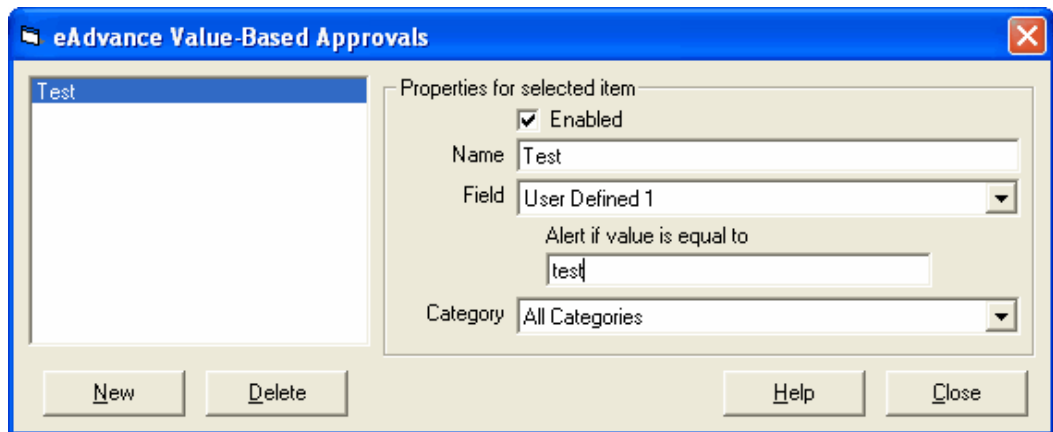 eAdvance Value-Based Approvals
Test
Properties for selected item
Enabled
Name Test
Field User Defined 1
Alert if value is equal to
test
Category All Categories
New Delete Help Close